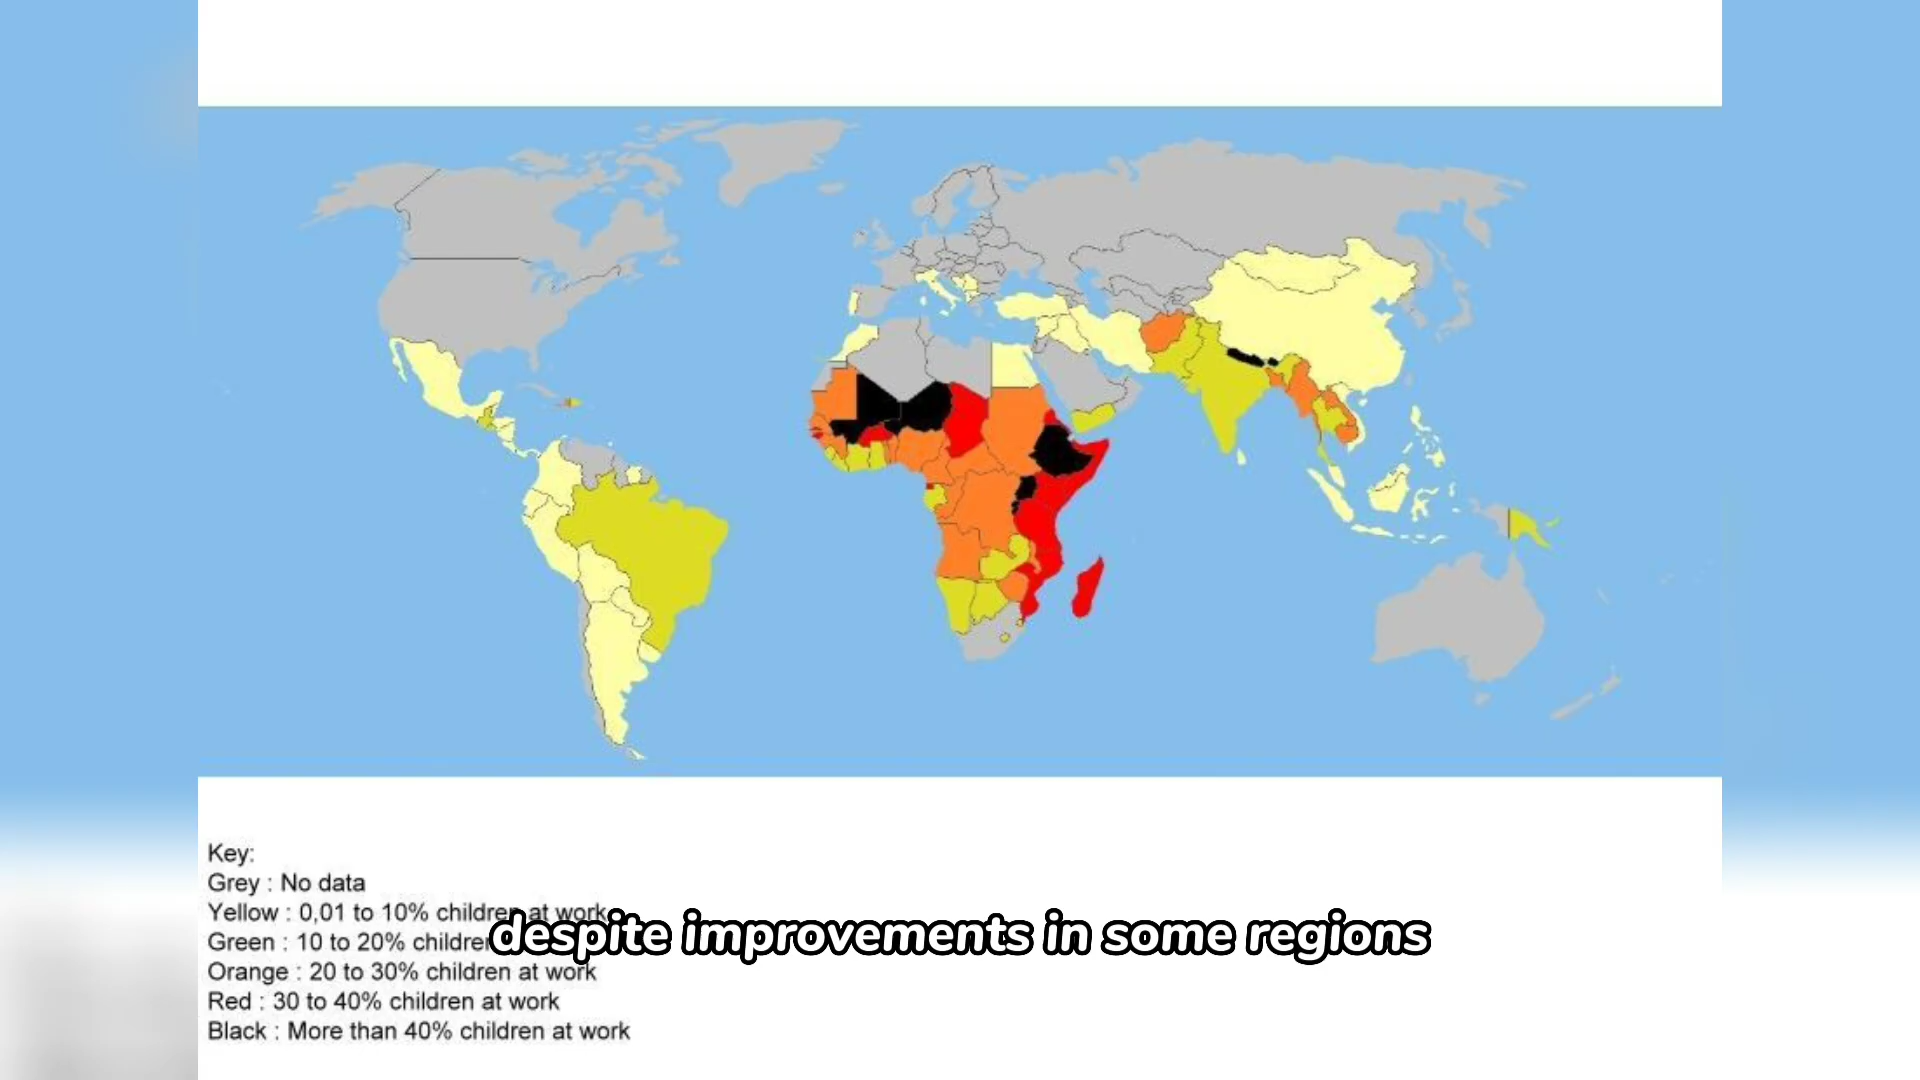 Key:
Grey : No data
Yellow : 0,01 to 10% children at work
Green : 10 to 20% children
despite improvements in some regions
Orange : 20 to 30% children at work
Red : 30 to 40% children at work
Black : More than 40% children at work